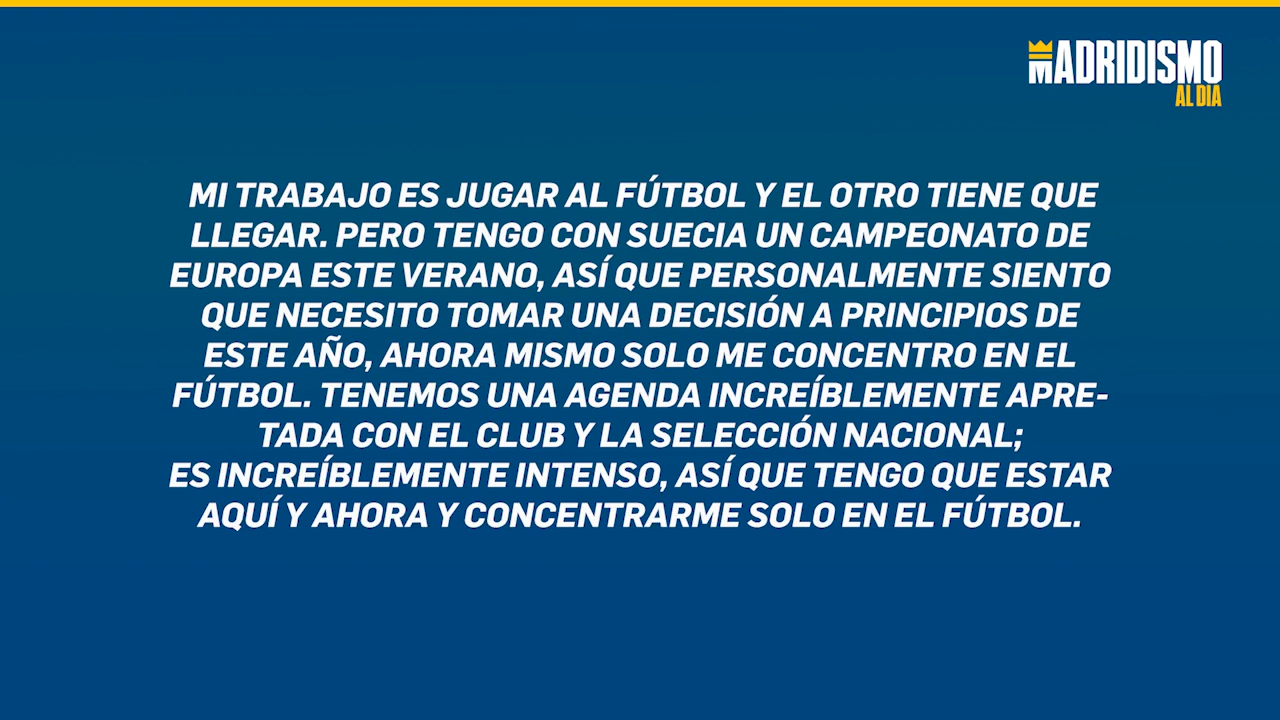 MADRIDISMO
AL DIA
MI TRABAJO ES JUGAR AL FÚTBOL Y EL OTRO TIENE QUE
LLEGAR. PERO TENGO CON SUECIA UN CAMPEONATO DE
EUROPA ESTE VERANO, ASÍ QUE PERSONALMENTE SIENTO
QUE NECESITO TOMAR UNA DECISIÓN A PRINCIPIOS DE
ESTE AÑO, AHORA MISMO SOLO ME CONCENTRO EN EL
FÚTBOL. TENEMOS UNA AGENDA INCREÍBLEMENTE APRE-
TADA CON EL CLUB Y LA SELECCIÓN NACIONAL;
ES INCREÍBLEMENTE INTENSO, ASÍ QUE TENGO QUE ESTAR
AQUÍ Y AHORA Y CONCENTRARME SOLO EN EL FÚTBOL.